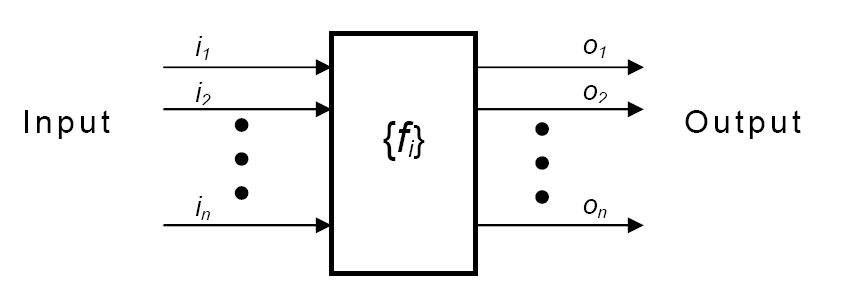 i₁
i₂
Input
iₙ
{fᵢ}
o₁
o₂
Output
oₙ